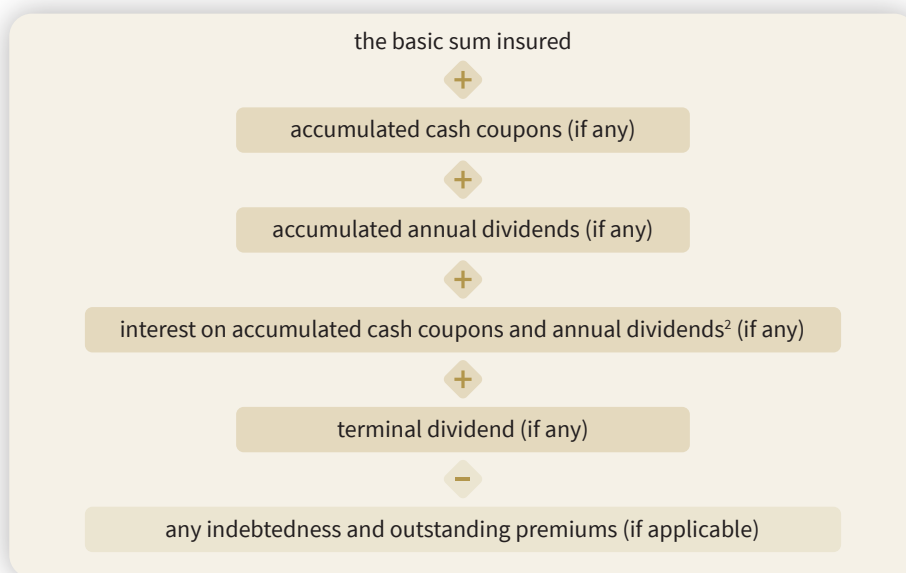 the basic sum insured
+
accumulated cash coupons (if any)
+
accumulated annual dividends (if any)
+
interest on accumulated cash coupons and annual dividends² (if any)
+
terminal dividend (if any)
−
any indebtedness and outstanding premiums (if applicable)